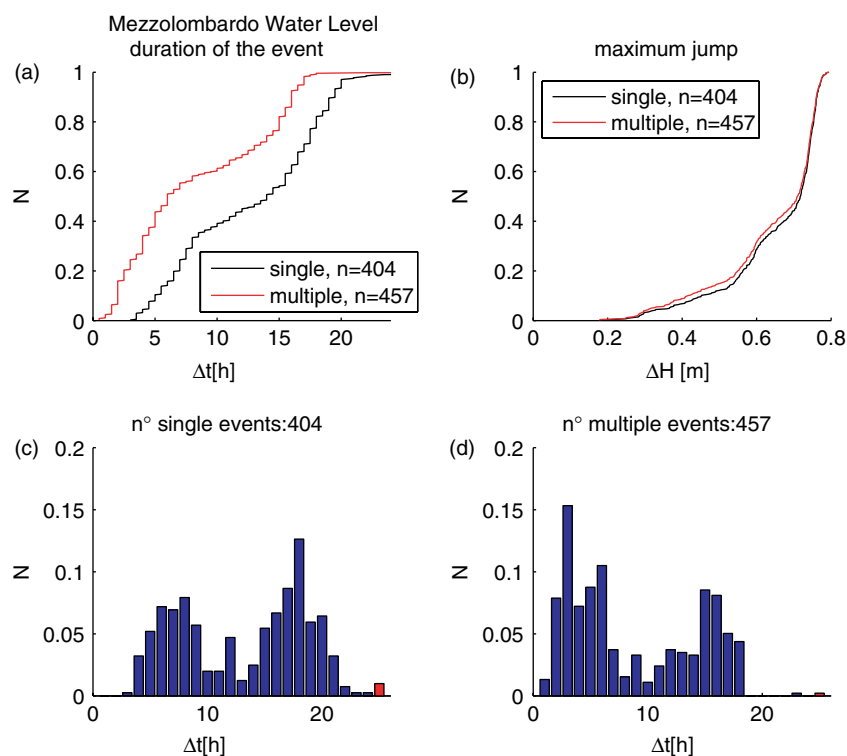 Mezzolombardo Water Level
duration of the event
(a)
1
0.8
0.6
0.4
0.2
0
N
single, n=404
multiple, n=457
0 5 10 15 20
Δt[h]
maximum jump
(b)
1
0.8
0.6
0.4
0.2
0
N
single, n=404
multiple, n=457
0 0.2 0.4 0.6 0.8
ΔH [m]
n° single events:404
(c)
0.2
0.15
0.1
0.05
0
N
0 10 20
Δt[h]
n° multiple events:457
(d)
0.2
0.15
0.1
0.05
0
N
0 10 20
Δt[h]